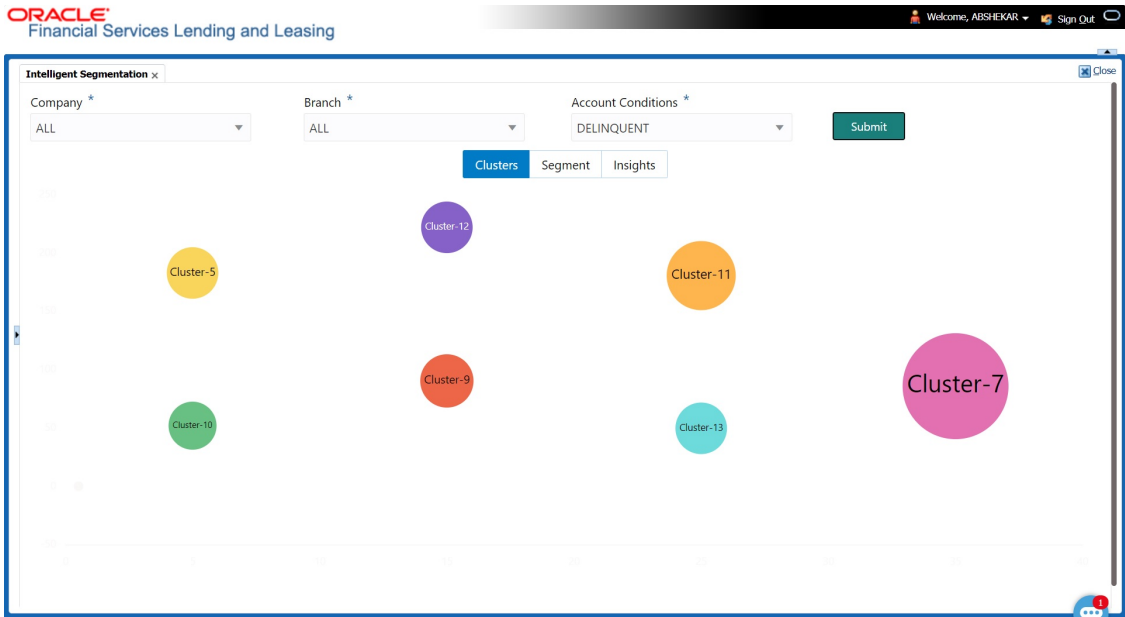 ORACLE
Financial Services Lending and Leasing
Welcome, ABSHEKAR
Sign Out
Intelligent Segmentation ×
Close
Company *
Branch *
Account Conditions *
ALL
ALL
DELINQUENT
Submit
Clusters
Segment
Insights
Cluster-12
Cluster-5
Cluster-11
Cluster-9
Cluster-7
Cluster-10
Cluster-13
1